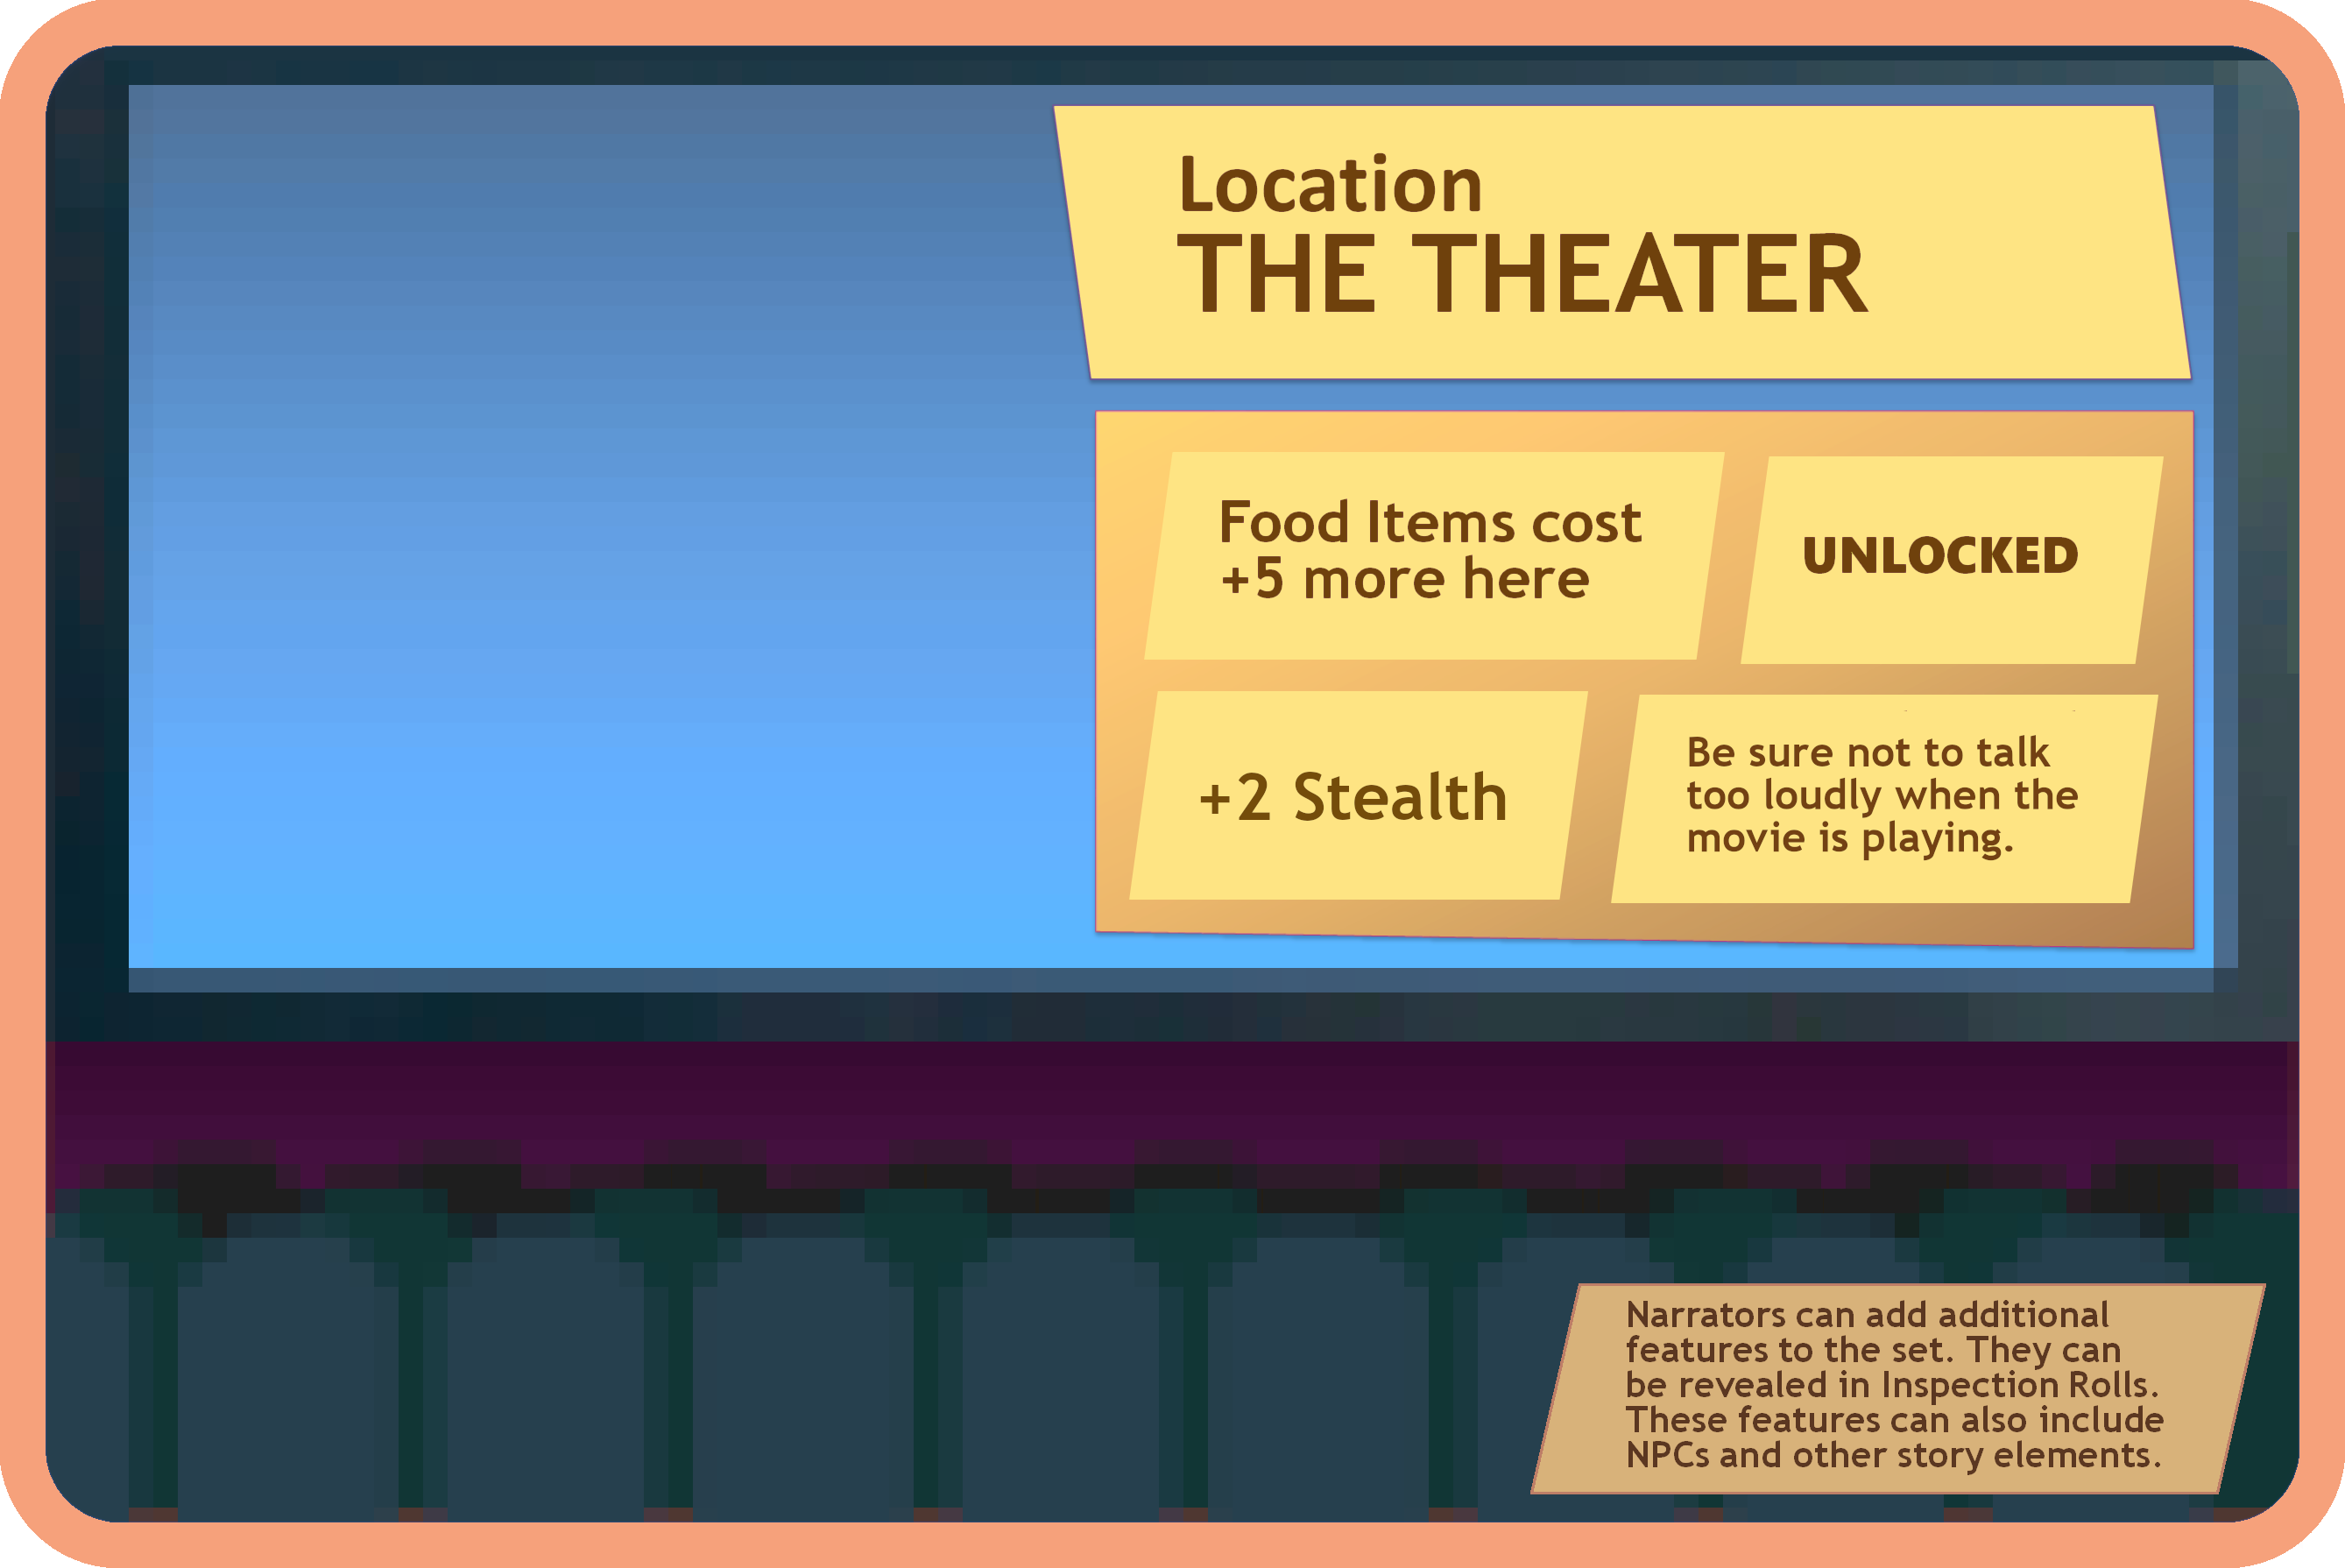 Location
THE THEATER
Food Items cost
+5 more here
UNLOCKED
+2 Stealth
Be sure not to talk
too loudly when the
movie is playing.
Narrators can add additional
features to the set. They can
be revealed in Inspection Rolls.
These features can also include
NPCs and other story elements.